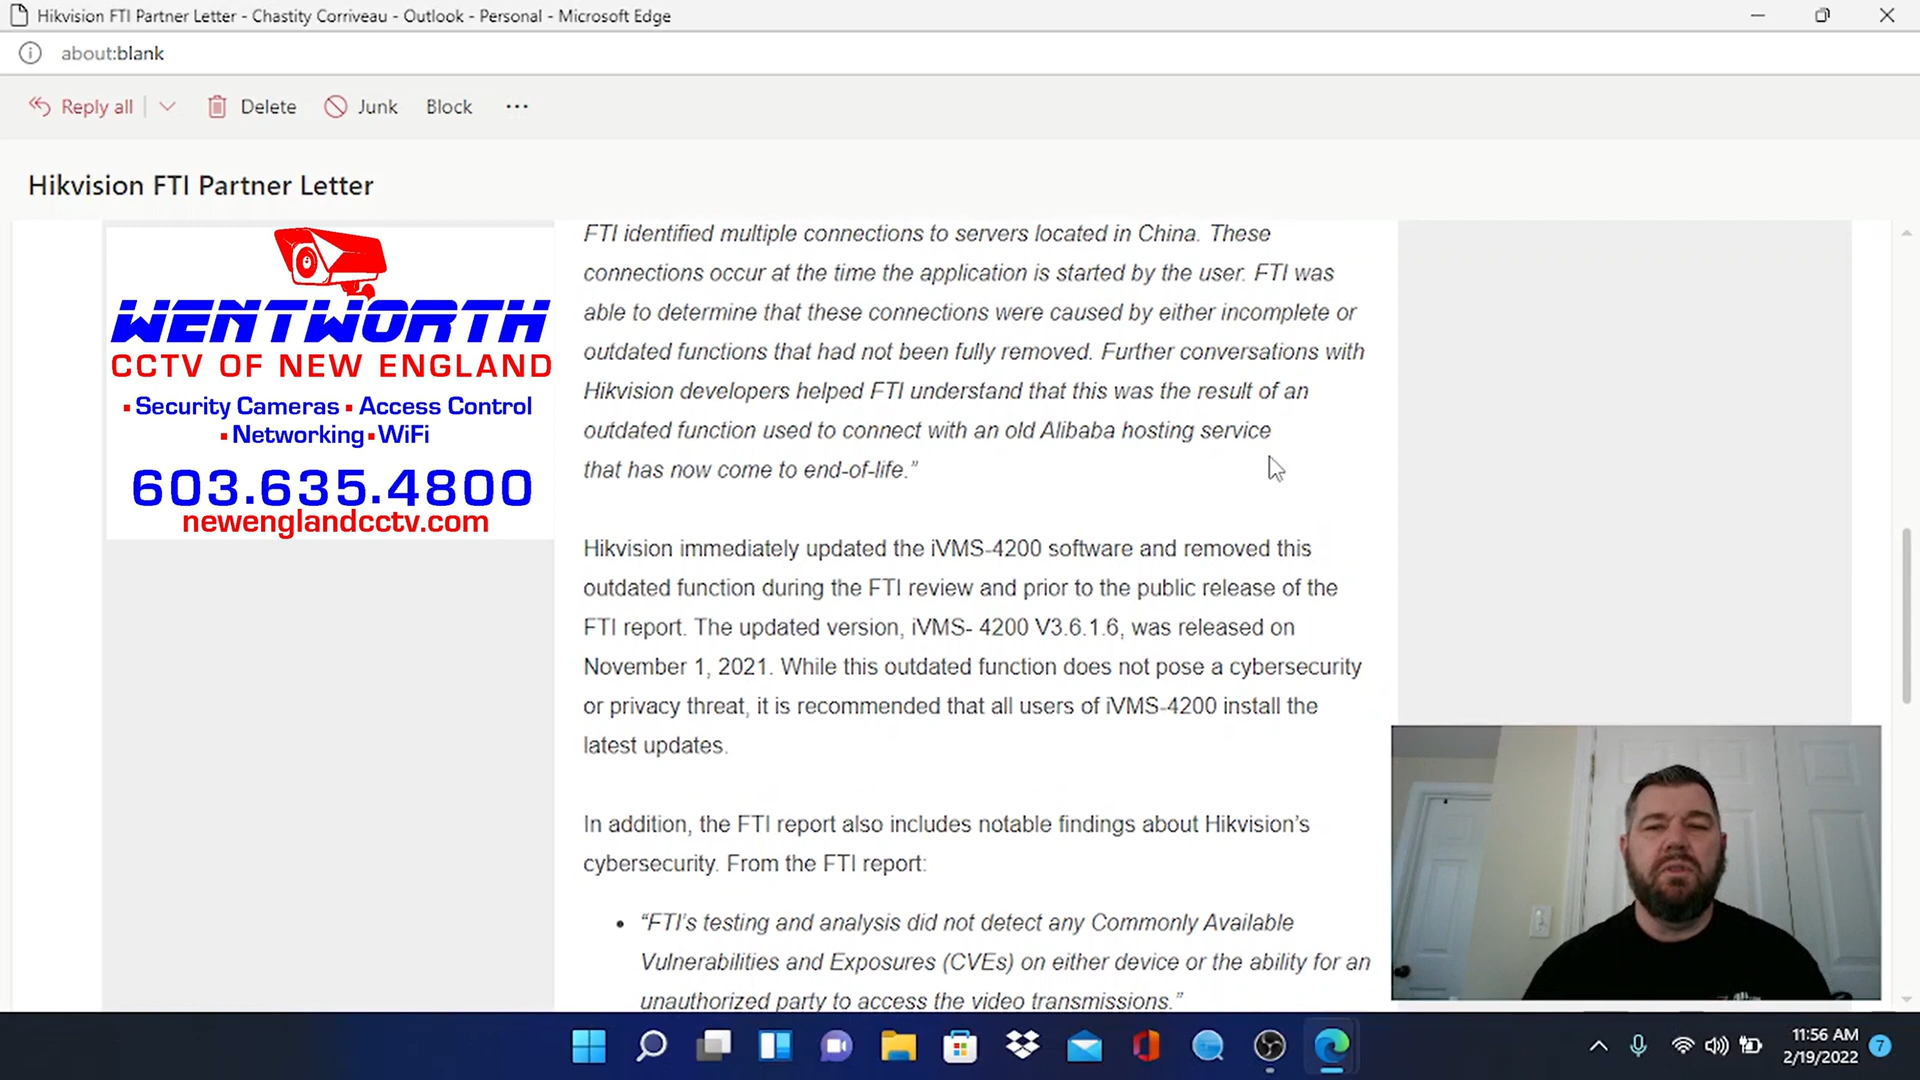 Hikvision FTI Partner Letter - Chastity Corriveau - Outlook - Personal - Microsoft Edge
about:blank
Reply all
Delete
Junk
Block
Hikvision FTI Partner Letter
WENTWORTH
CCTV OF NEW ENGLAND
▪Security Cameras ▪ Access Control
▪Networking ▪WiFi
603.635.4800
newenglandcctv.com
FTI identified multiple connections to servers located in China. These
connections occur at the time the application is started by the user. FTI was
able to determine that these connections were caused by either incomplete or
outdated functions that had not been fully removed. Further conversations with
Hikvision developers helped FTI understand that this was the result of an
outdated function used to connect with an old Alibaba hosting service
that has now come to end-of-life.”
Hikvision immediately updated the iVMS-4200 software and removed this
outdated function during the FTI review and prior to the public release of the
FTI report. The updated version, iVMS- 4200 V3.6.1.6, was released on
November 1, 2021. While this outdated function does not pose a cybersecurity
or privacy threat, it is recommended that all users of iVMS-4200 install the
latest updates.
In addition, the FTI report also includes notable findings about Hikvision’s
cybersecurity. From the FTI report:
• “FTI’s testing and analysis did not detect any Commonly Available
Vulnerabilities and Exposures (CVEs) on either device or the ability for an
unauthorized party to access the video transmissions.”
11:56 AM
2/19/2022
7